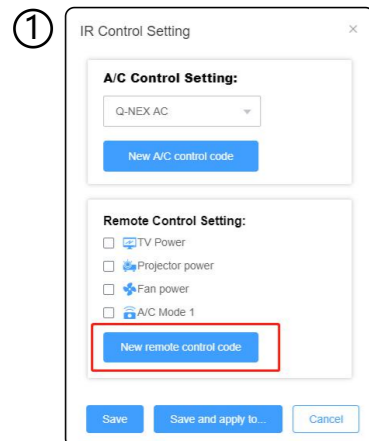 ①
IR Control Setting
A/C Control Setting:
Q-NEX AC
New A/C control code
Remote Control Setting:
TV Power
Projector power
Fan power
A/C Mode 1
New remote control code
Save Save and apply to... Cancel